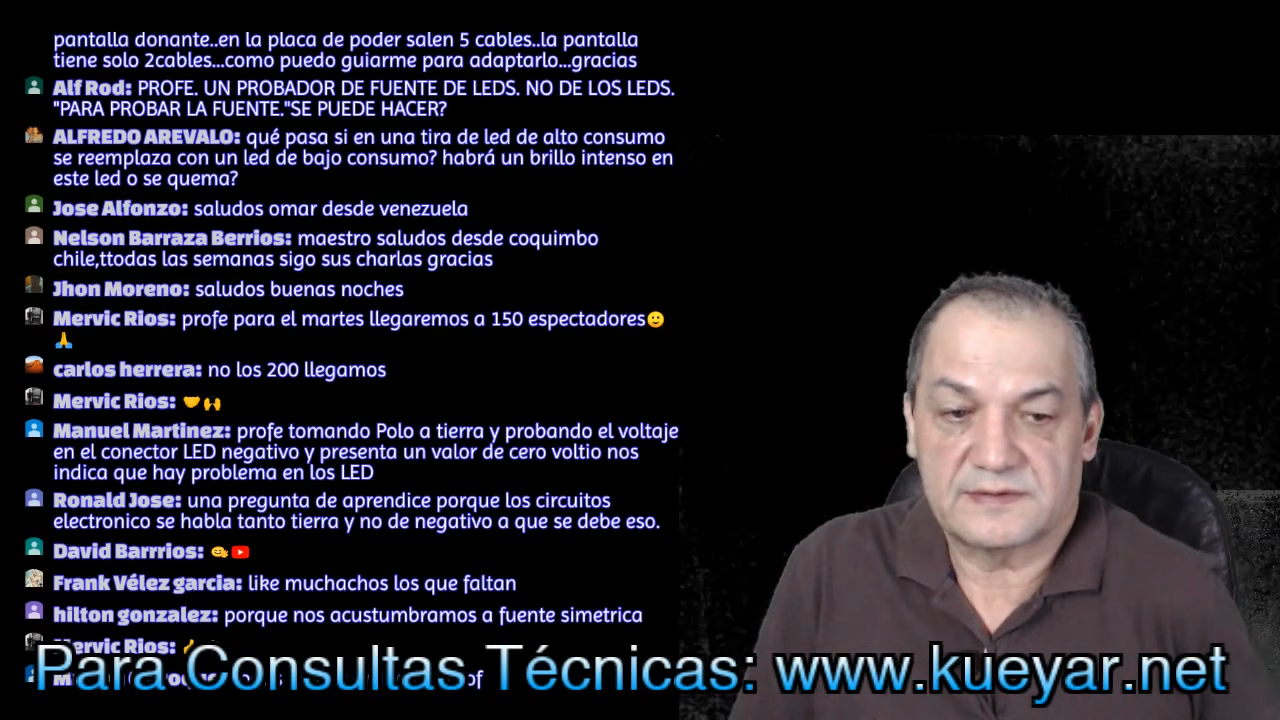 pantalla donante..en la placa de poder salen 5 cables..la pantalla
tiene solo 2cables...como puedo guiarme para adaptarlo...gracias
Alf Rod: PROFE. UN PROBADOR DE FUENTE DE LEDS. NO DE LOS LEDS.
"PARA PROBAR LA FUENTE."SE PUEDE HACER?
ALFREDO AREVALO: qué pasa si en una tira de led de alto consumo
se reemplaza con un led de bajo consumo? habrá un brillo intenso en
este led o se quema?
Jose Alfonzo: saludos omar desde venezuela
Nelson Barraza Berrios: maestro saludos desde coquimbo
chile,ttodas las semanas sigo sus charlas gracias
Jhon Moreno: saludos buenas noches
Mervic Rios: profe para el martes llegaremos a 150 espectadores🙂
🙏
carlos herrera: no los 200 llegamos
Mervic Rios: 🤝🙌
Manuel Martinez: profe tomando Polo a tierra y probando el voltaje
en el conector LED negativo y presenta un valor de cero voltio nos
indica que hay problema en los LED
Ronald Jose: una pregunta de aprendice porque los circuitos
electronico se habla tanto tierra y no de negativo a que se debe eso.
David Barrrios:
Frank Vélez garcia: like muchachos los que faltan
hilton gonzalez: porque nos acustumbramos a fuente simetrica
Mervic Rios:
Para Consultas Técnicas: www.kueyar.net